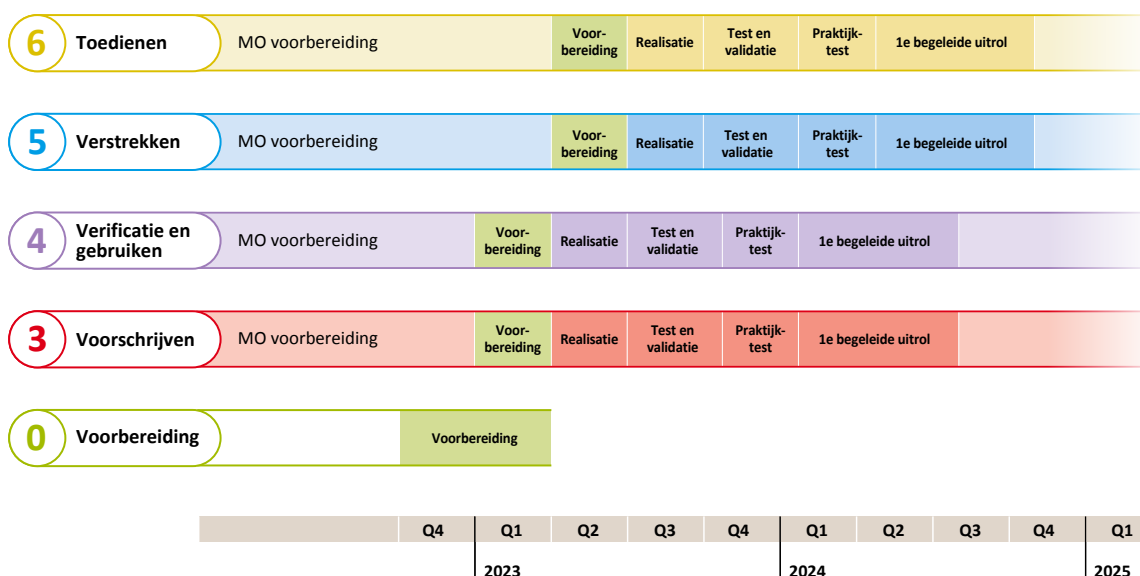 6 Toedienen MO voorbereiding Voor- Realisatie Test en Praktijk- 1e begeleide uitrol
bereiding validatie test
5 Verstrekken MO voorbereiding Voor- Realisatie Test en Praktijk- 1e begeleide uitrol
bereiding validatie test
4 Verificatie en MO voorbereiding Voor- Realisatie Test en Praktijk- 1e begeleide uitrol
gebruiken bereiding validatie test
3 Voorschrijven MO voorbereiding Voor- Realisatie Test en Praktijk- 1e begeleide uitrol
bereiding validatie test
0 Voorbereiding Voorbereiding
Q4 Q1 Q2 Q3 Q4 Q1 Q2 Q3 Q4 Q1
2023 2024 2025